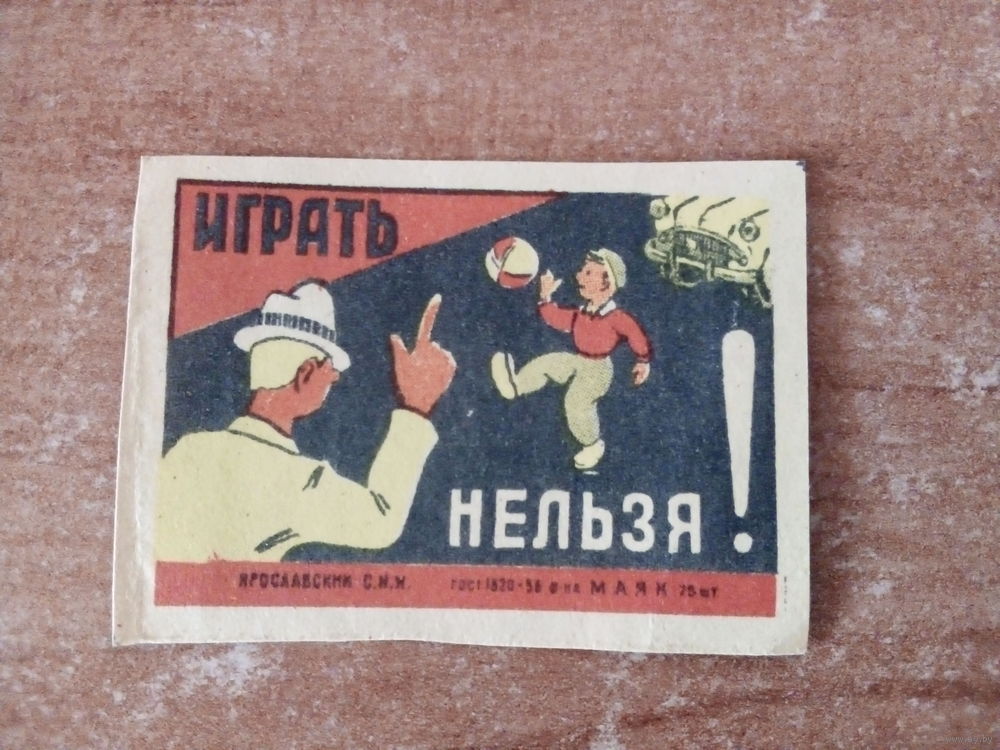 ИГРАТЬ
НЕЛЬЗЯ!
ЯРОСЛАВСКИЙ С.Н.Х. ГОСТ 1820-56 Ф-КА МАЯК 75 ШТ